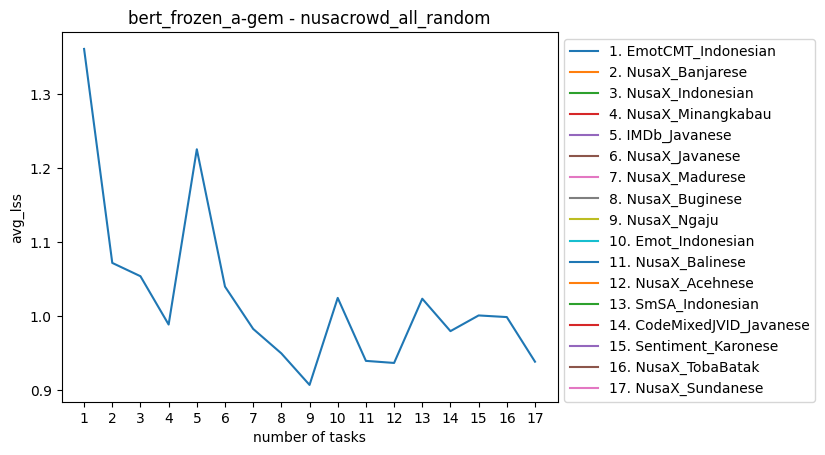 bert_frozen_a-gem - nusacrowd_all_random
avg_lss
1.3
1.2
1.1
1.0
0.9
1 2 3 4 5 6 7 8 9 10 11 12 13 14 15 16 17
number of tasks
1. EmotCMT_Indonesian
2. NusaX_Banjarese
3. NusaX_Indonesian
4. NusaX_Minangkabau
5. IMDb_Javanese
6. NusaX_Javanese
7. NusaX_Madurese
8. NusaX_Buginese
9. NusaX_Ngaju
10. Emot_Indonesian
11. NusaX_Balinese
12. NusaX_Acehnese
13. SmSA_Indonesian
14. CodeMixedJVID_Javanese
15. Sentiment_Karonese
16. NusaX_TobaBatak
17. NusaX_Sundanese